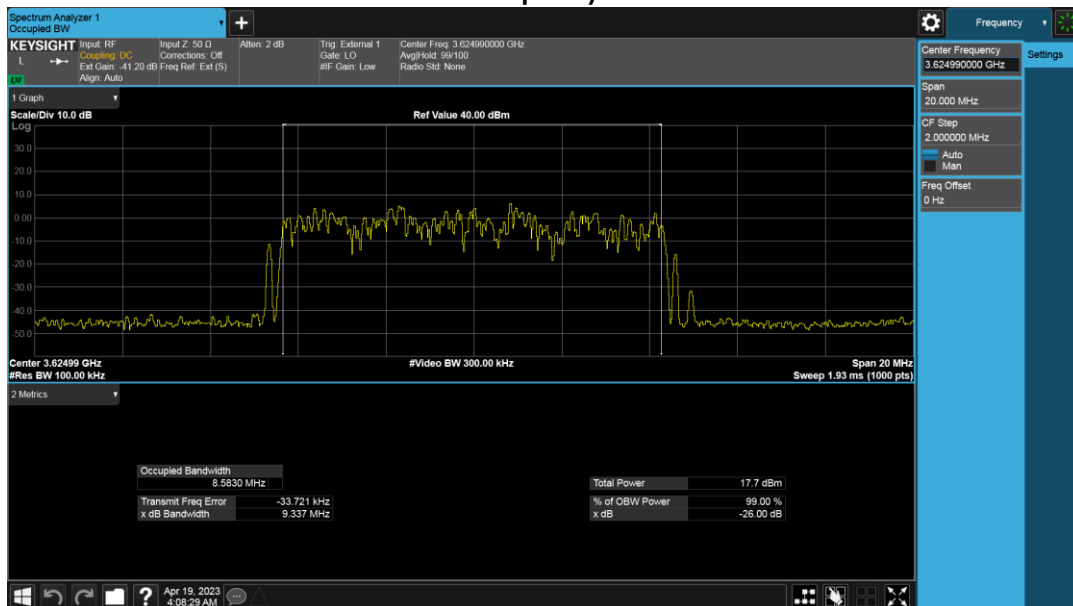 Spectrum Analyzer 1
Occupied BW
+
Frequency
KEYSIGHT
L
LXI
Input: RF
Coupling: DC
Ext Gain: -41.20 dB
Align: Auto
Input Z: 50 Ω
Corrections: Off
Freq Ref: Ext (S)
Atten: 2 dB
Trig: External 1
Gate: LO
#IF Gain: Low
Center Freq: 3.624990000 GHz
Avg|Hold: 99/100
Radio Std: None
Center Frequency
3.624990000 GHz
Settings
Span
20.000 MHz
CF Step
2.000000 MHz
Auto
Man
Freq Offset
0 Hz
1 Graph
Scale/Div 10.0 dB
Ref Value 40.00 dBm
Log
30.0
20.0
10.0
0.00
-10.0
-20.0
-30.0
-40.0
-50.0
Center 3.62499 GHz
#Video BW 300.00 kHz
Span 20 MHz
#Res BW 100.00 kHz
Sweep 1.93 ms (1000 pts)
2 Metrics
Occupied Bandwidth
8.5830 MHz
Total Power 17.7 dBm
Transmit Freq Error -33.721 kHz
% of OBW Power 99.00 %
x dB Bandwidth 9.337 MHz
x dB -26.00 dB
?
Apr 19, 2023
4:08:29 AM